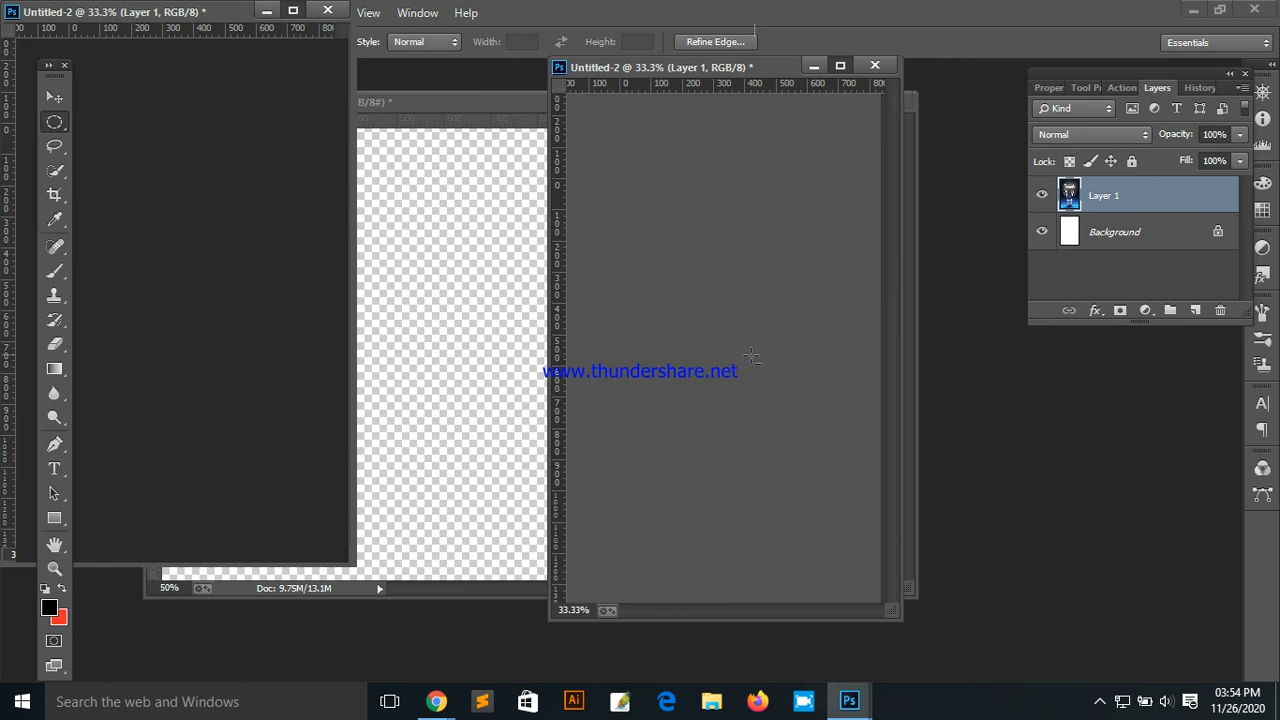 Untitled-2 @ 33.3% (Layer 1, RGB/8) *
View Window Help
Style: Normal Width: Height: Refine Edge... Essentials
B/8#) *
Untitled-2 @ 33.3% (Layer 1, RGB/8) *
Proper Tool Pr Action Layers History
Kind
Normal Opacity: 100%
Lock: Fill: 100%
Layer 1
Background
www.thundershare.net
50% Doc: 9.75M/13.1M
33.33%
Search the web and Windows
03:54 PM
11/26/2020